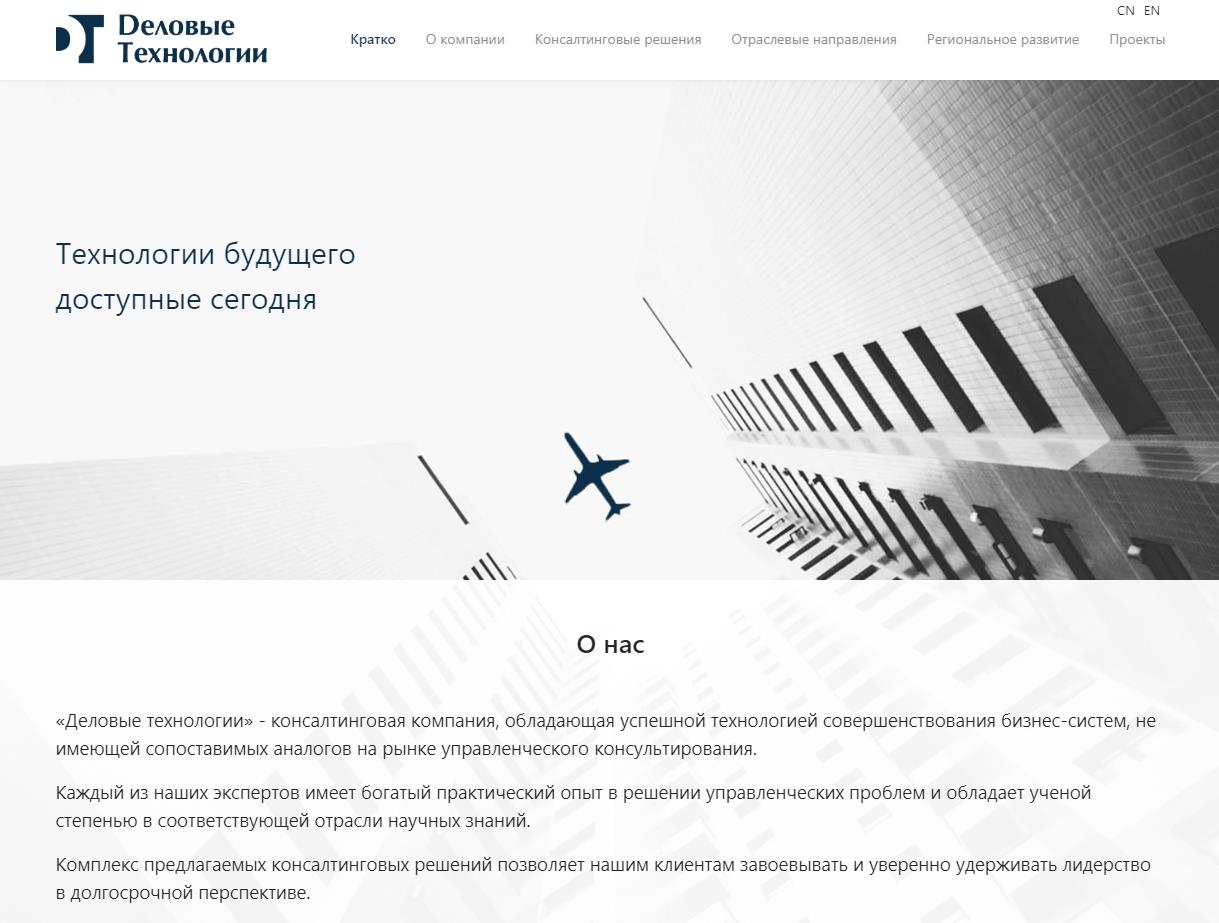 CN EN
Dеловые
Технологии
Кратко О компании Консалтинговые решения Отраслевые направления Региональное развитие Проекты
Технологии будущего
доступные сегодня
О нас
«Деловые технологии» - консалтинговая компания, обладающая успешной технологией совершенствования бизнес-систем, не
имеющей сопоставимых аналогов на рынке управленческого консультирования.
Каждый из наших экспертов имеет богатый практический опыт в решении управленческих проблем и обладает ученой
степенью в соответствующей отрасли научных знаний.
Комплекс предлагаемых консалтинговых решений позволяет нашим клиентам завоевывать и уверенно удерживать лидерство
в долгосрочной перспективе.